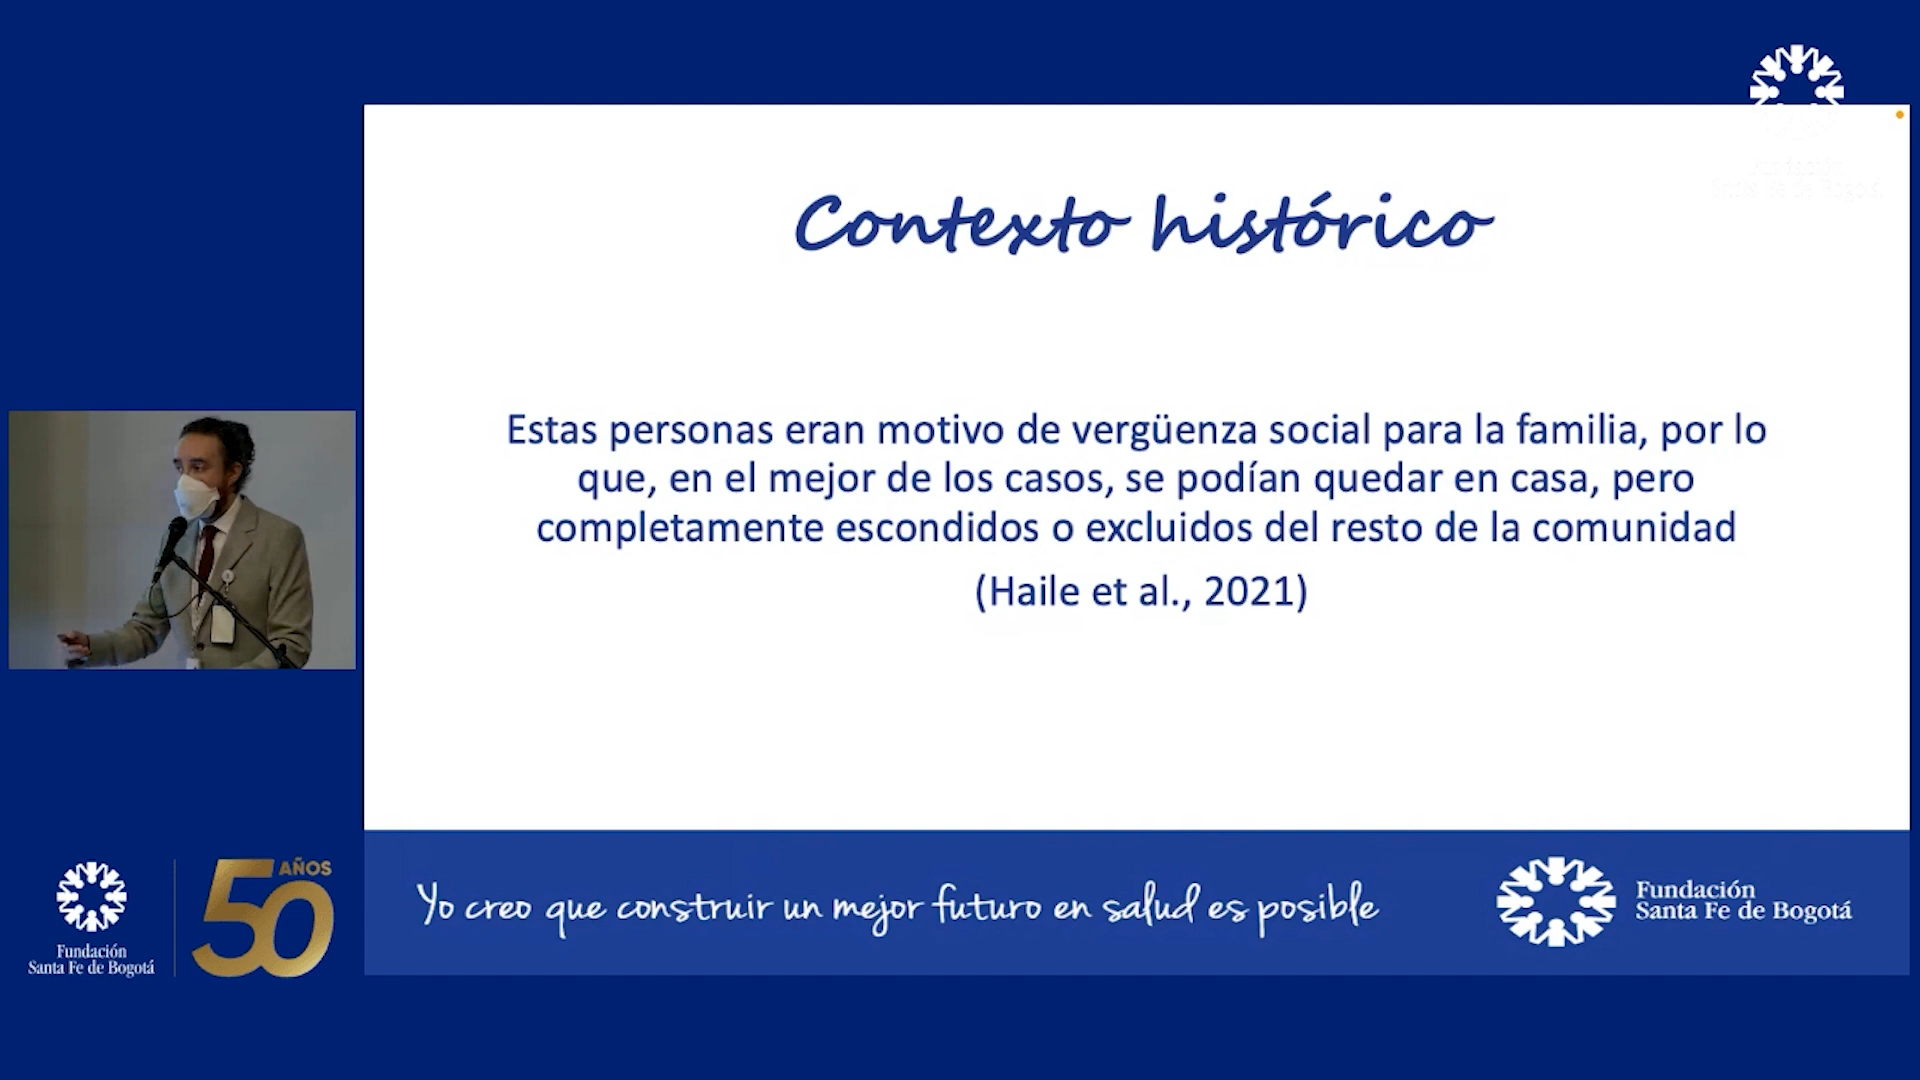 Contexto histórico
Estas personas eran motivo de vergüenza social para la familia, por lo
que, en el mejor de los casos, se podían quedar en casa, pero
completamente escondidos o excluidos del resto de la comunidad
(Haile et al., 2021)
Yo creo que construir un mejor futuro en salud es posible
Fundación
Santa Fe de Bogotá
Fundación
Santa Fe de Bogotá
50
AÑOS